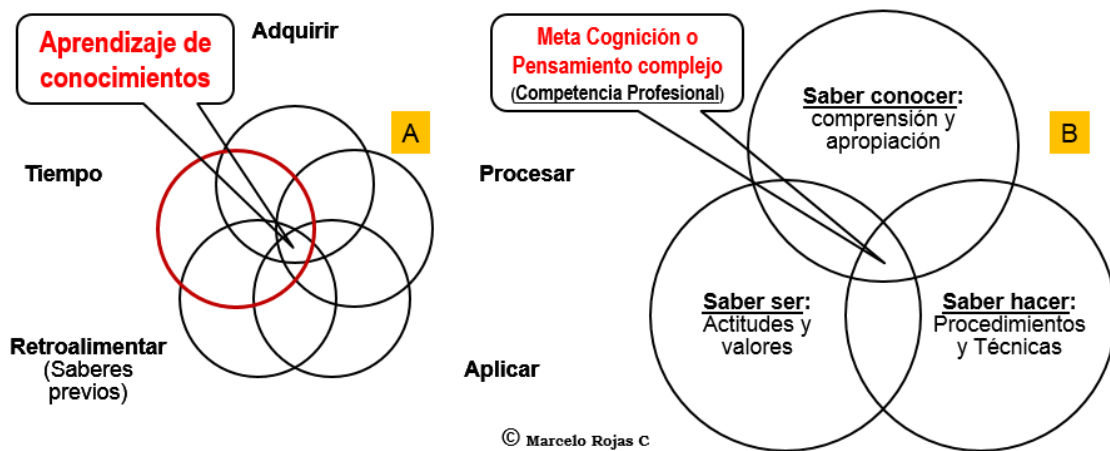 Aprendizaje de
conocimientos
Adquirir
A
Tiempo
Procesar
Retroalimentar
(Saberes
previos)
Aplicar
Meta Cognición o
Pensamiento complejo
(Competencia Profesional)
B
Saber conocer:
comprensión y
apropiación
Saber ser:
Actitudes y
valores
Saber hacer:
Procedimientos
y Técnicas
© Marcelo Rojas C